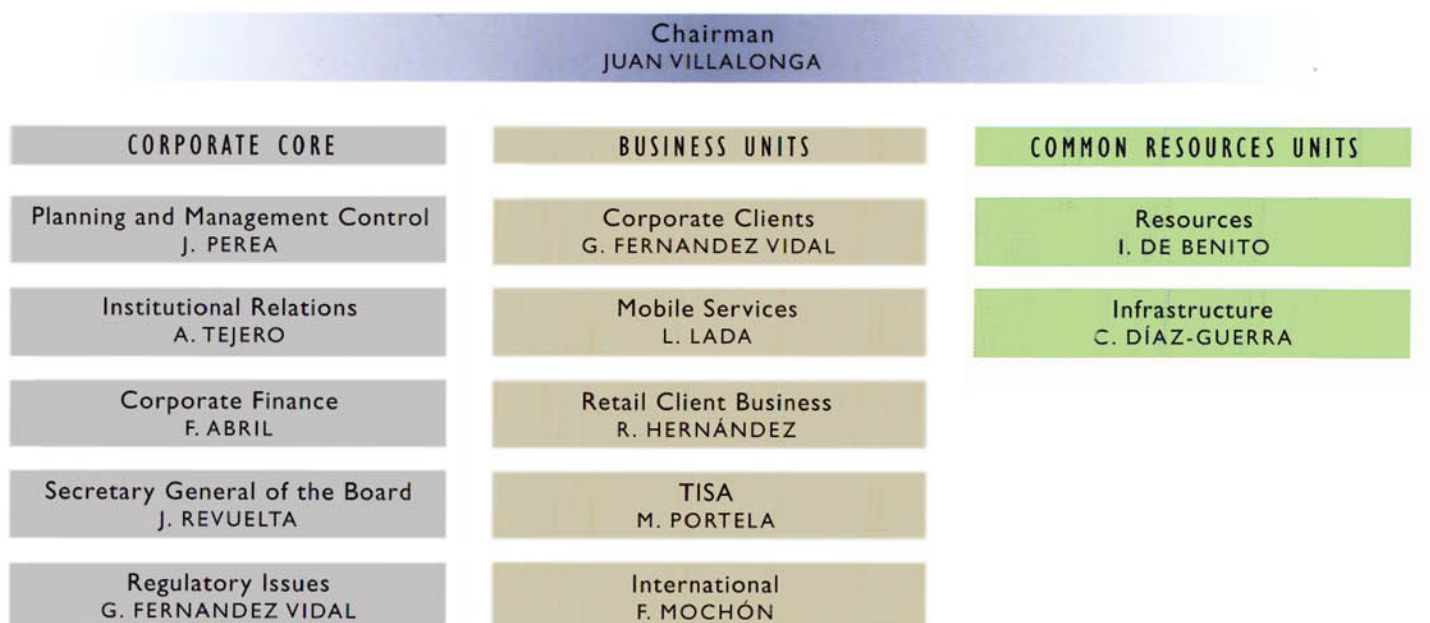 Chairman
JUAN VILLALONGA
CORPORATE CORE
Planning and Management Control
J. PEREA
Institutional Relations
A. TEJERO
Corporate Finance
F. ABRIL
Secretary General of the Board
J. REVUELTA
Regulatory Issues
G. FERNANDEZ VIDAL
BUSINESS UNITS
Corporate Clients
G. FERNANDEZ VIDAL
Mobile Services
L. LADA
Retail Client Business
R. HERNÁNDEZ
TISA
M. PORTELA
International
F. MOCHÓN
COMMON RESOURCES UNITS
Resources
I. DE BENITO
Infrastructure
C. DÍAZ-GUERRA